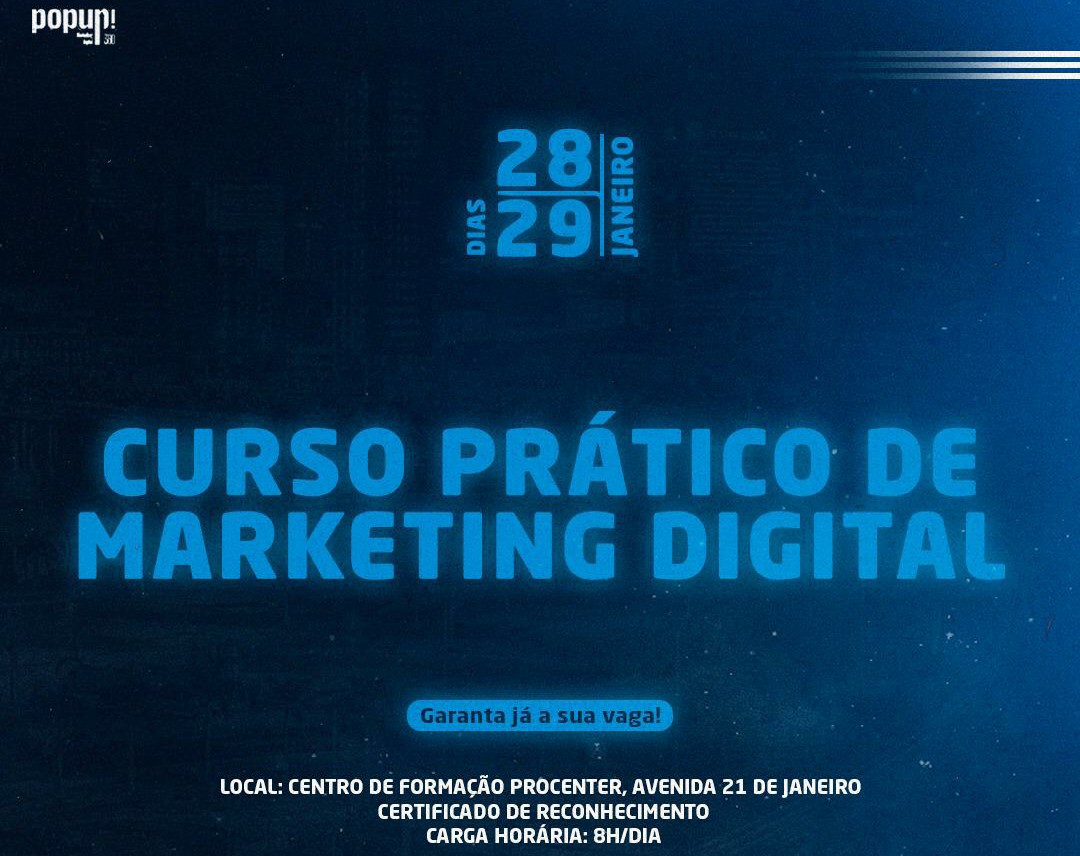 popup!
360
DIAS
28
29
JANEIRO
CURSO PRÁTICO DE
MARKETING DIGITAL
Garanta já a sua vaga!
LOCAL: CENTRO DE FORMAÇÃO PROCENTER, AVENIDA 21 DE JANEIRO
CERTIFICADO DE RECONHECIMENTO
CARGA HORÁRIA: 8H/DIA